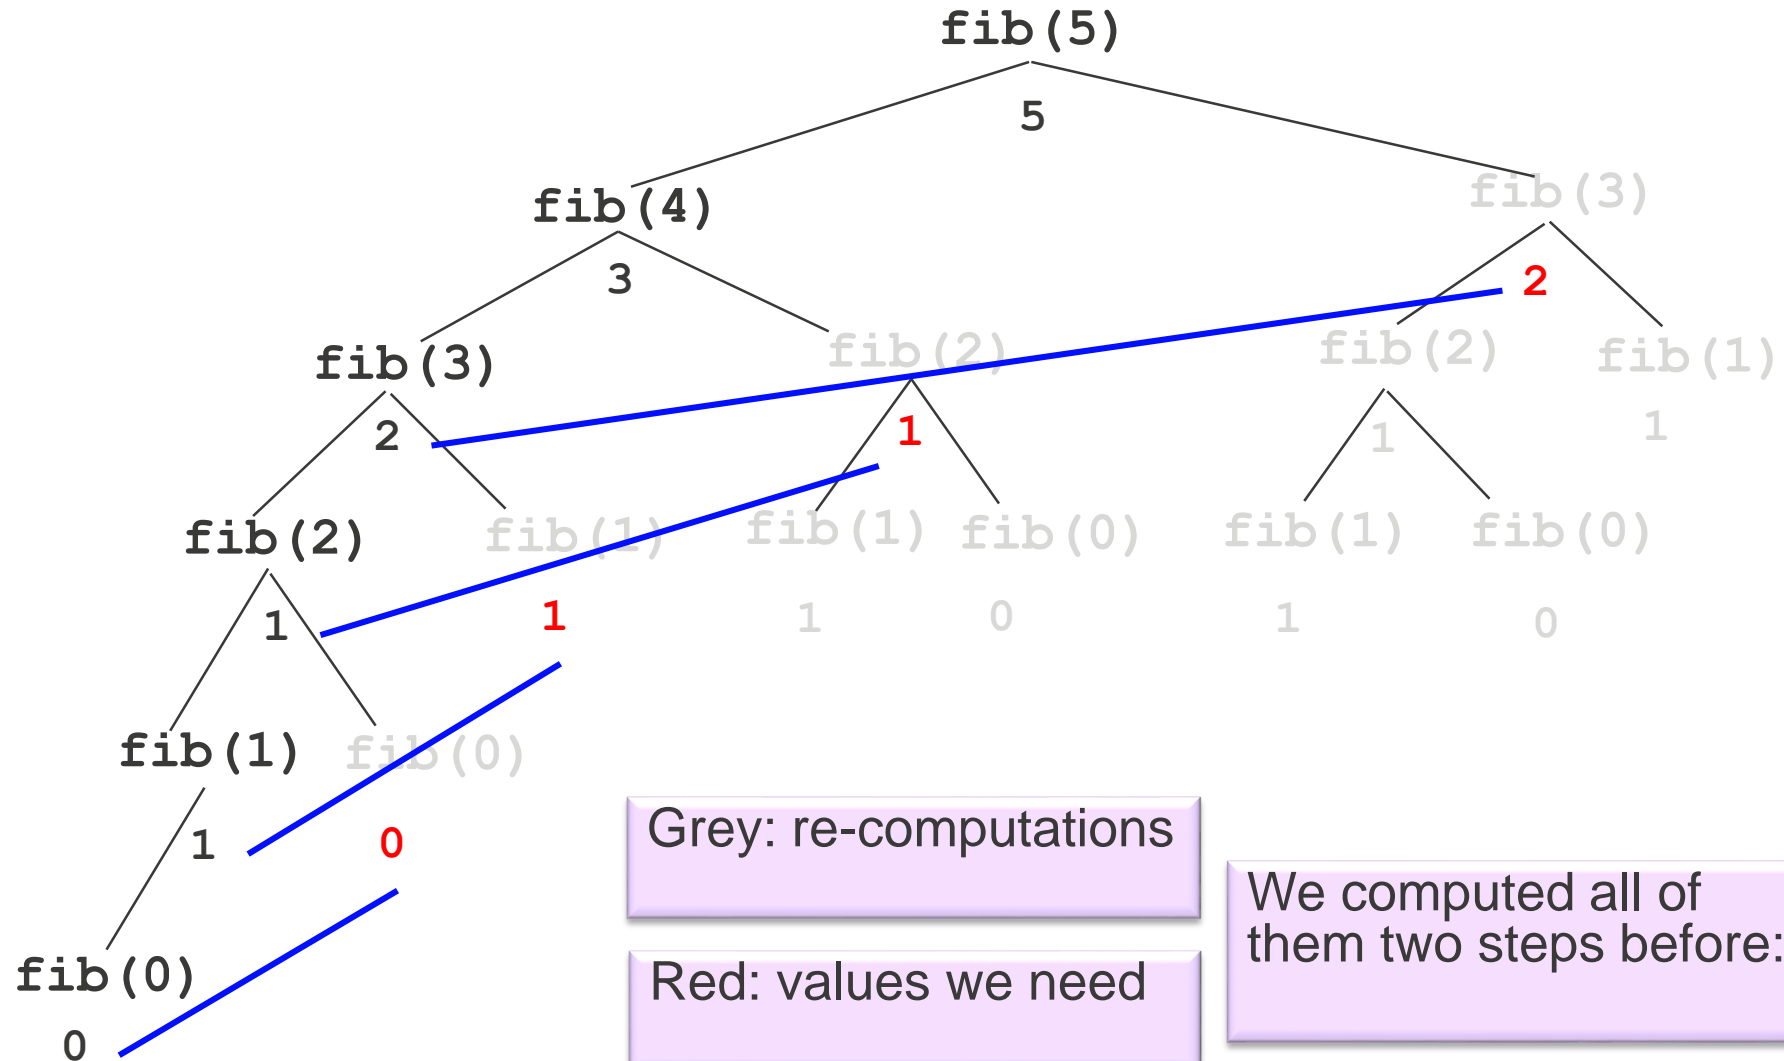 fib(5)
5
fib(4) fib(3)
3 2
fib(3) fib(2) fib(2) fib(1)
2 1 1 1
fib(2) fib(1) fib(1) fib(0) fib(1) fib(0)
1 1 1 0 1 0
fib(1) fib(0)
1 0
fib(0)
0
Grey: re-computations
Red: values we need
We computed all of
them two steps before: